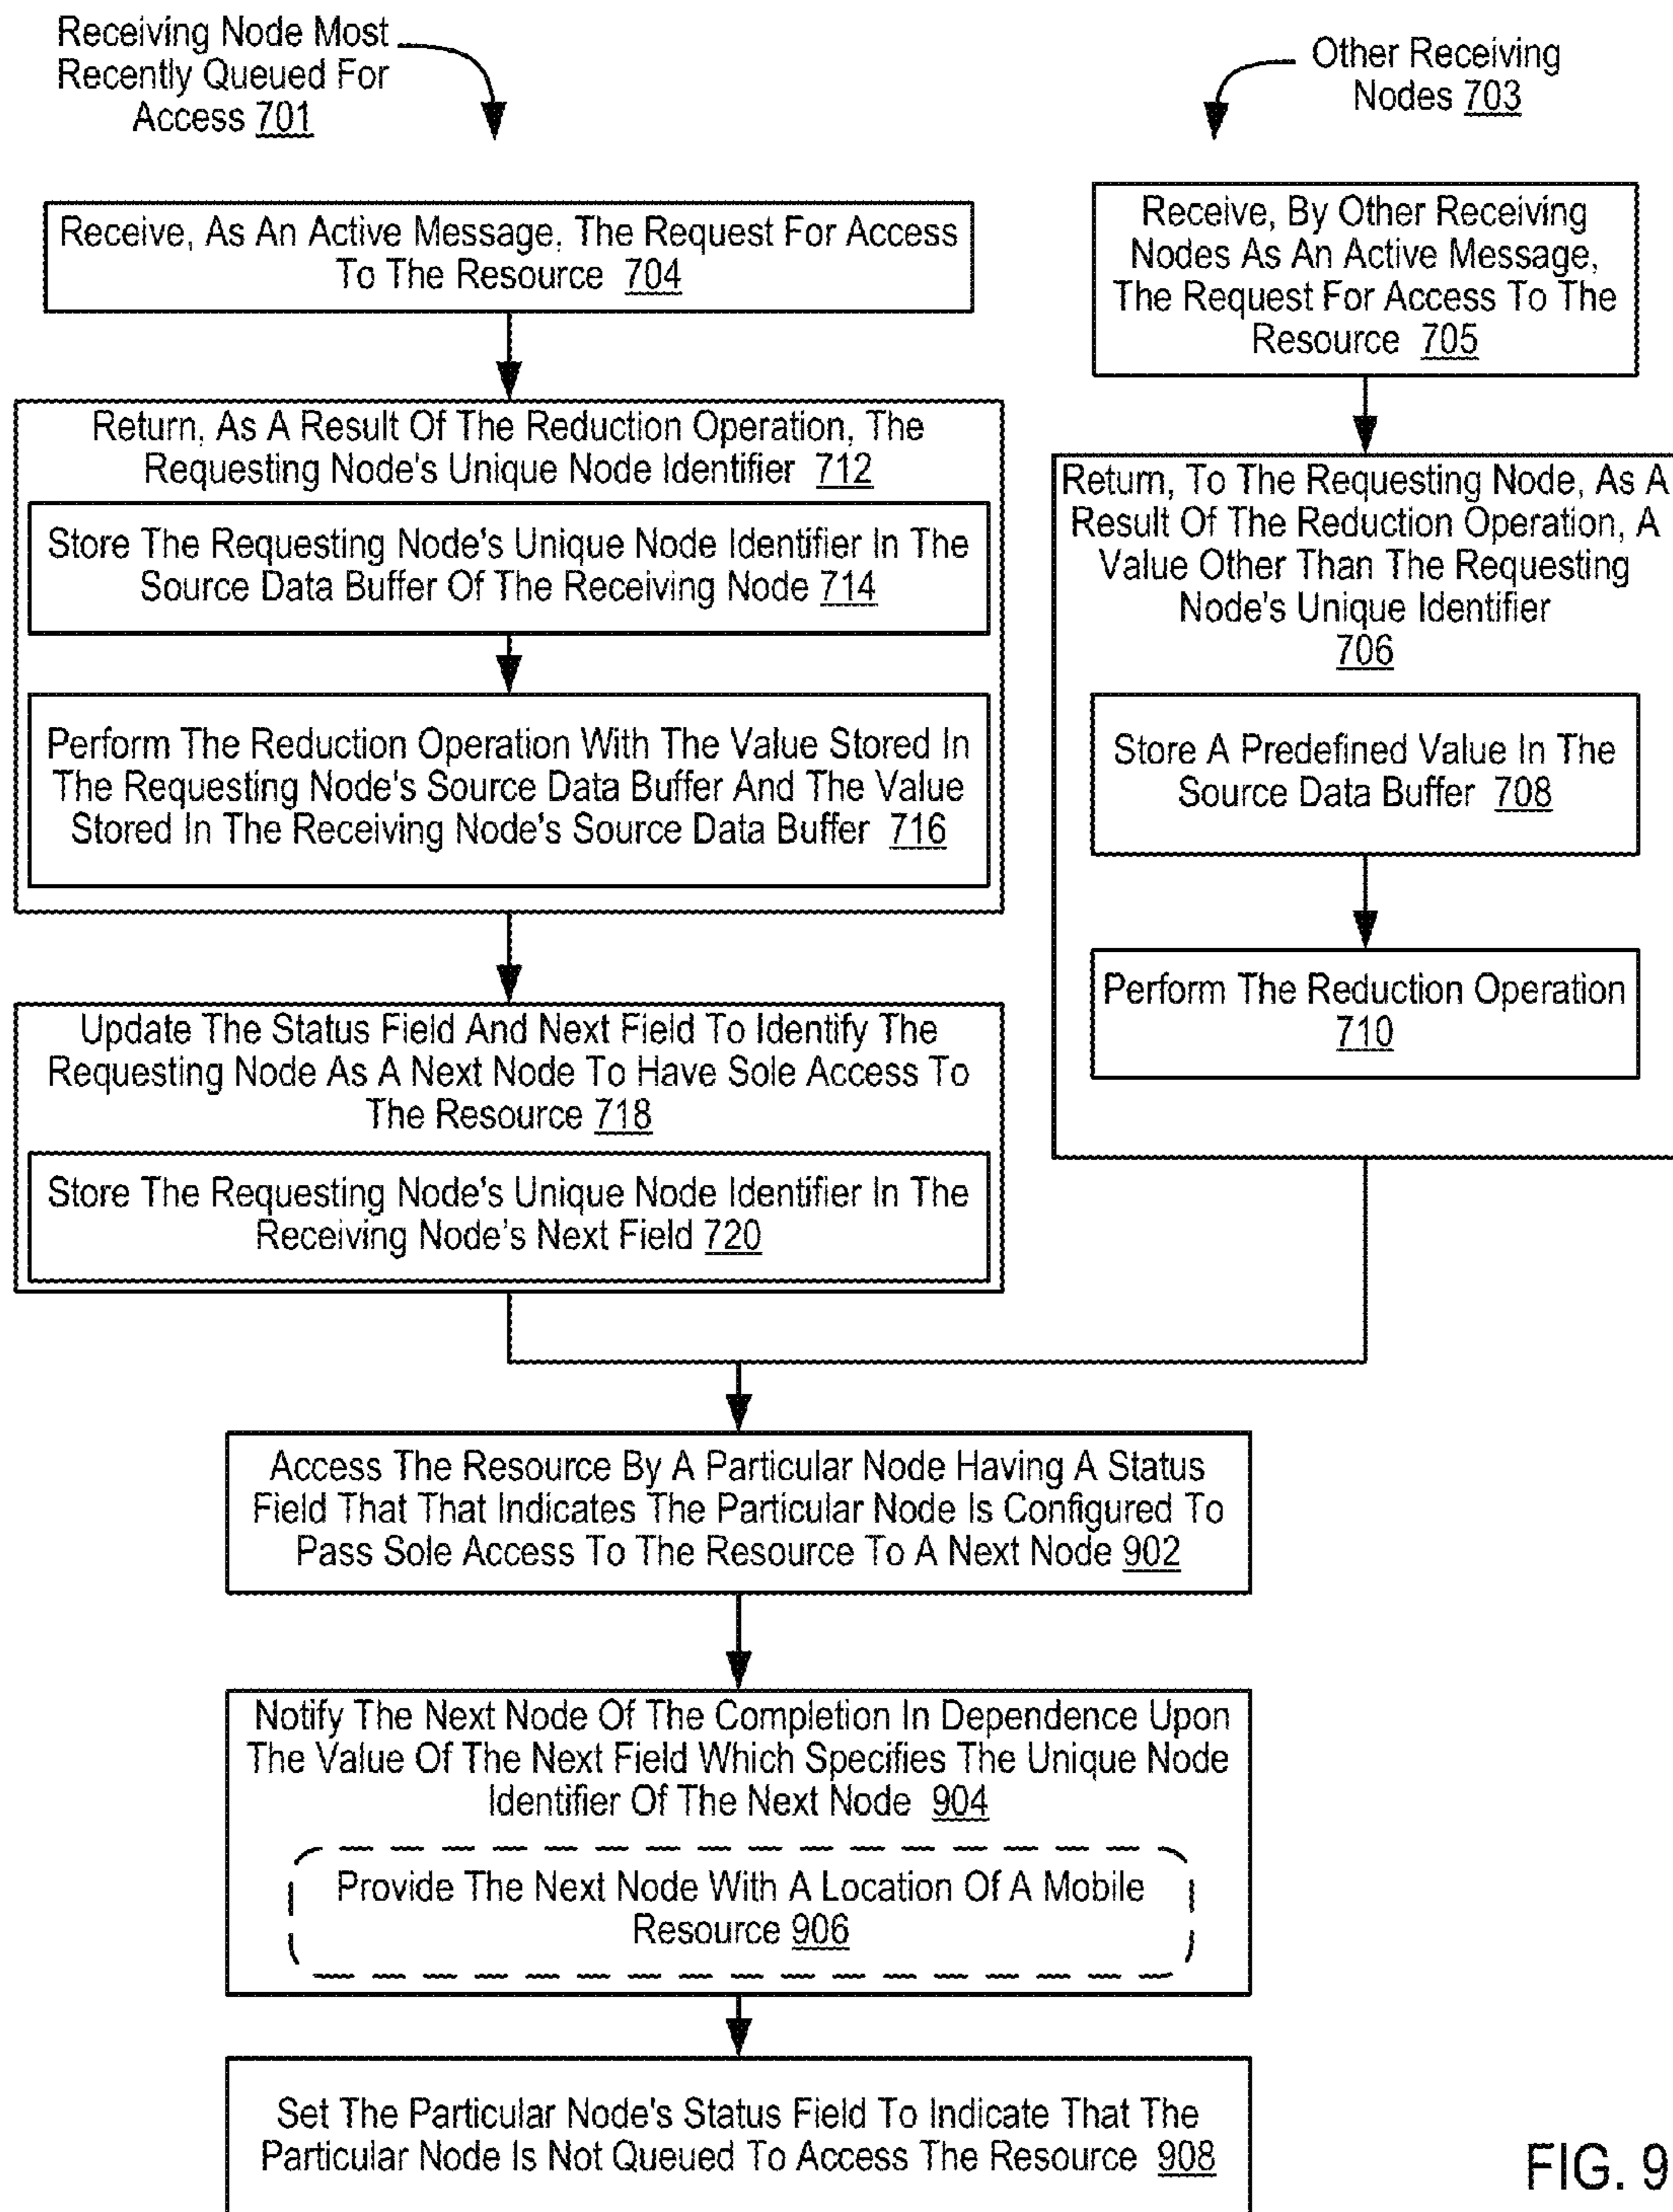 Receiving Node Most
Recently Queued For
Access 701
Other Receiving
Nodes 703
Receive, As An Active Message, The Request For Access
To The Resource 704
Return, As A Result Of The Reduction Operation, The
Requesting Node's Unique Node Identifier 712
Store The Requesting Node's Unique Node Identifier In The
Source Data Buffer Of The Receiving Node 714
Perform The Reduction Operation With The Value Stored In
The Requesting Node's Source Data Buffer And The Value
Stored In The Receiving Node's Source Data Buffer 716
Update The Status Field And Next Field To Identify The
Requesting Node As A Next Node To Have Sole Access To
The Resource 718
Store The Requesting Node's Unique Node Identifier In The
Receiving Node's Next Field 720
Receive, By Other Receiving
Nodes As An Active Message,
The Request For Access To The
Resource 705
Return, To The Requesting Node, As A
Result Of The Reduction Operation, A
Value Other Than The Requesting
Node's Unique Identifier
706
Store A Predefined Value In The
Source Data Buffer 708
Perform The Reduction Operation
710
Access The Resource By A Particular Node Having A Status
Field That That Indicates The Particular Node Is Configured To
Pass Sole Access To The Resource To A Next Node 902
Notify The Next Node Of The Completion In Dependence Upon
The Value Of The Next Field Which Specifies The Unique Node
Identifier Of The Next Node 904
Provide The Next Node With A Location Of A Mobile
Resource 906
Set The Particular Node's Status Field To Indicate That The
Particular Node Is Not Queued To Access The Resource 908
FIG. 9